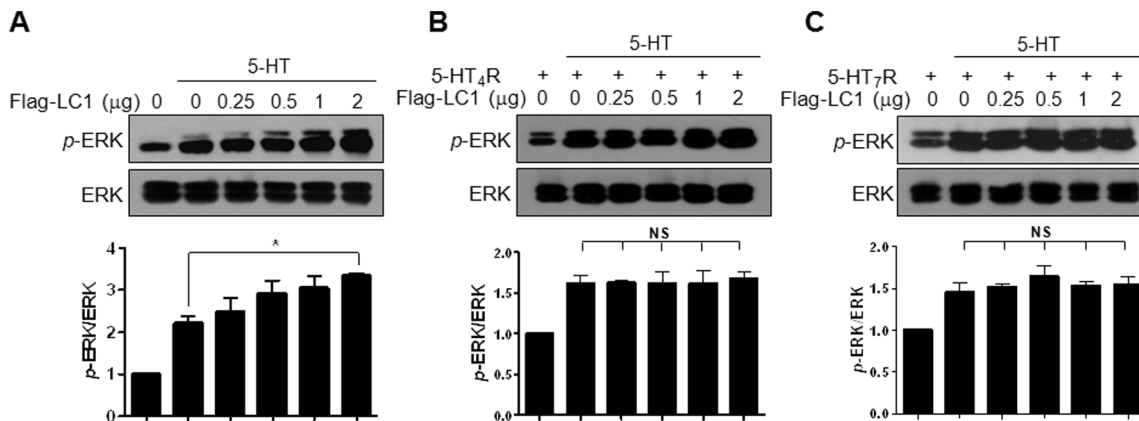 A
5-HT
Flag-LC1 (µg) 0 0 0.25 0.5 1 2
p-ERK
ERK
*
4
3
2
1
0
p-ERK/ERK
B
5-HT
5-HT₄R + + + + + +
Flag-LC1 (µg) 0 0 0.25 0.5 1 2
p-ERK
ERK
NS
2.0
1.5
1.0
0.5
0.0
p-ERK/ERK
C
5-HT
5-HT₇R + + + + + +
Flag-LC1 (µg) 0 0 0.25 0.5 1 2
p-ERK
ERK
NS
2.0
1.5
1.0
0.5
0.0
p-ERK/ERK